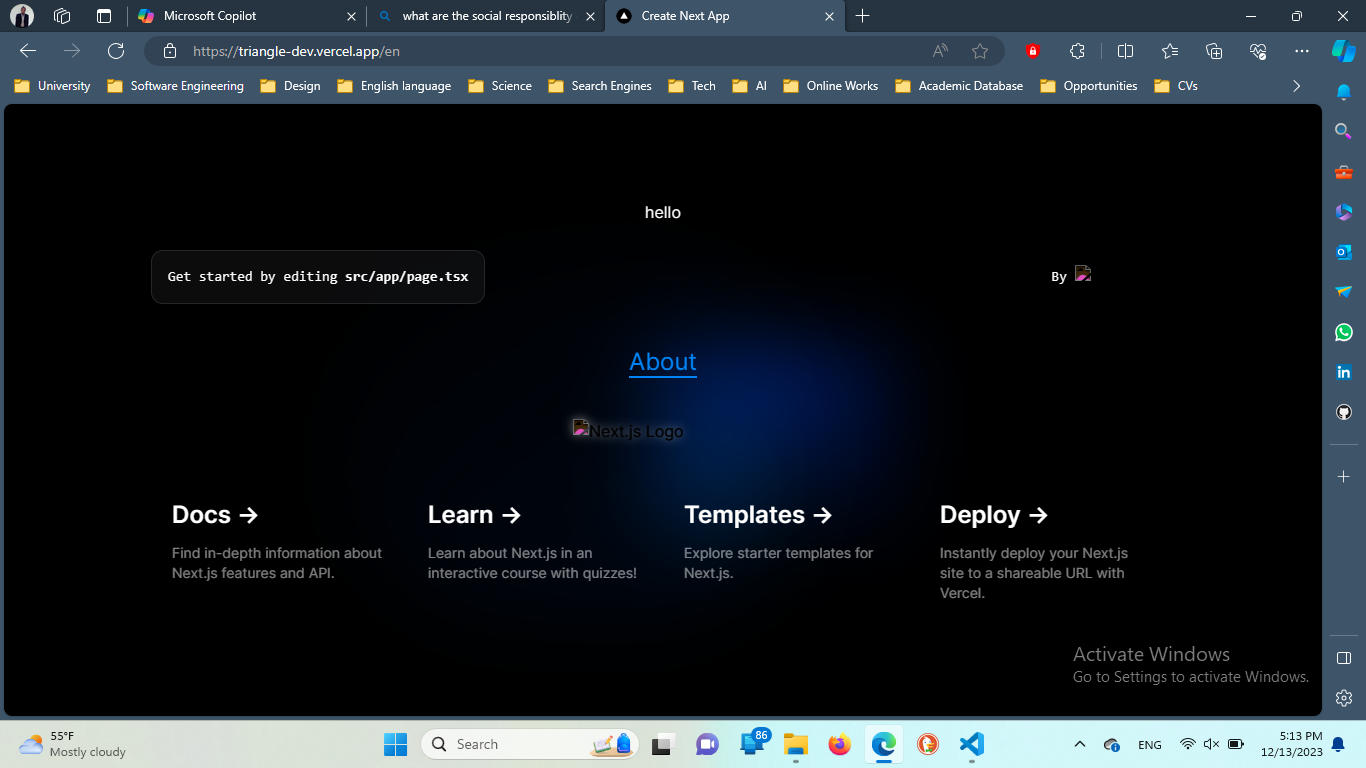 Microsoft Copilot
what are the social responsiblity
Create Next App
https://triangle-dev.vercel.app/en
University
Software Engineering
Design
English language
Science
Search Engines
Tech
AI
Online Works
Academic Database
Opportunities
CVs
hello
Get started by editing src/app/page.tsx
By
About
Next.js Logo
Docs ->
Learn ->
Templates ->
Deploy ->
Find in-depth information about
Next.js features and API.
Learn about Next.js in an
interactive course with quizzes!
Explore starter templates for
Next.js.
Instantly deploy your Next.js
site to a shareable URL with
Vercel.
Activate Windows
Go to Settings to activate Windows.
55°F
Mostly cloudy
Search
86
ENG
5:13 PM
12/13/2023